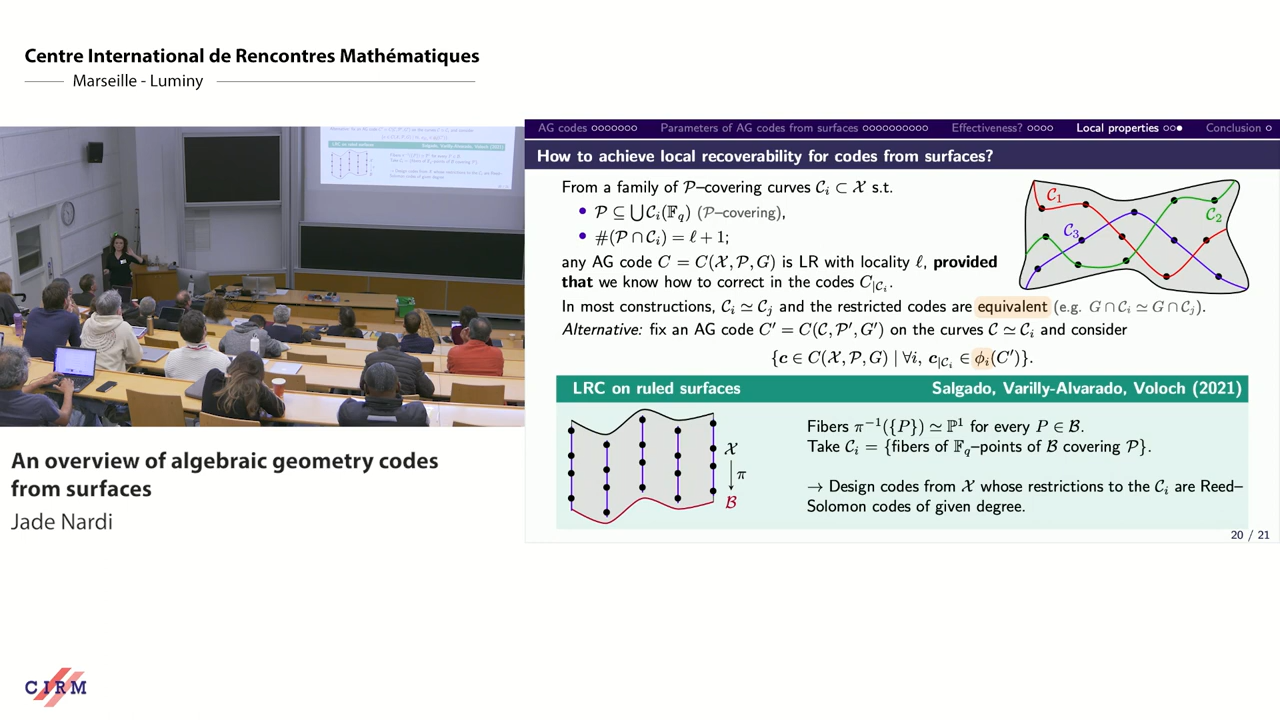 Centre International de Rencontres Mathématiques
Marseille - Luminy
AG codes ○○○○○○○ Parameters of AG codes from surfaces ○○○○○○○○○○ Effectiveness? ○○○○ Local properties ○○● Conclusion ○
How to achieve local recoverability for codes from surfaces?
From a family of 𝒫–covering curves 𝒞ᵢ ⊂ 𝒳 s.t.
• 𝒫 ⊆ ⋃ 𝒞ᵢ(𝔽_q) (𝒫–covering),
• #(𝒫 ∩ 𝒞ᵢ) = ℓ + 1;
any AG code C = C(𝒳, 𝒫, G) is LR with locality ℓ, provided
that we know how to correct in the codes C_{|𝒞ᵢ}.
𝒞₁
𝒞₂
𝒞₃
In most constructions, 𝒞ᵢ ≃ 𝒞ⱼ and the restricted codes are equivalent (e.g. G ∩ 𝒞ᵢ ≃ G ∩ 𝒞ⱼ).
Alternative: fix an AG code C′ = C(𝒞, 𝒫′, G′) on the curves 𝒞 ≃ 𝒞ᵢ and consider
{c ∈ C(𝒳, 𝒫, G) | ∀i, c_{|𝒞ᵢ} ∈ ϕᵢ(C′)}.
LRC on ruled surfaces Salgado, Varilly-Alvarado, Voloch (2021)
𝒳
π
ℬ
Fibers π⁻¹({P}) ≃ ℙ¹ for every P ∈ ℬ.
Take 𝒞ᵢ = {fibers of 𝔽_q–points of ℬ covering 𝒫}.
→ Design codes from 𝒳 whose restrictions to the 𝒞ᵢ are Reed–
Solomon codes of given degree.
20 / 21
An overview of algebraic geometry codes
from surfaces
Jade Nardi
CIRM